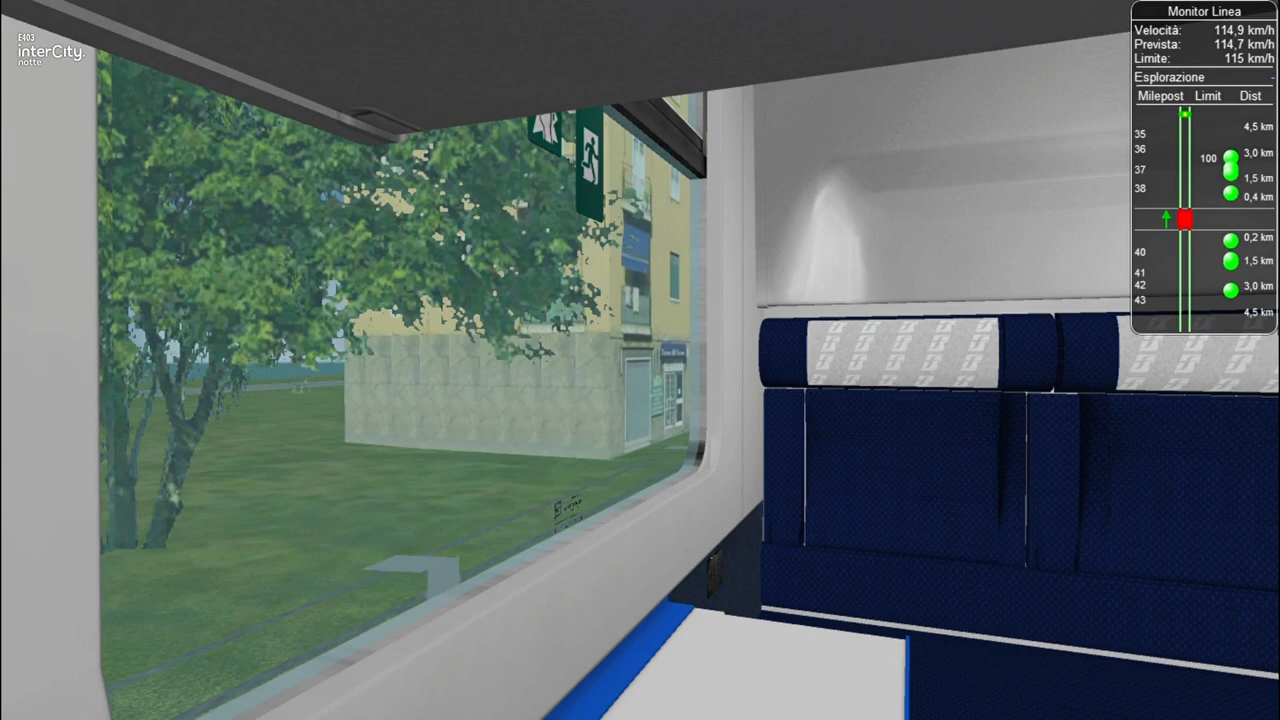 E403
interCity
notte
Monitor Linea
Velocità: 114,9 km/h
Prevista: 114,7 km/h
Limite: 115 km/h
Esplorazione -
Milepost Limit Dist
4,5 km
35
36 100 3,0 km
37 1,5 km
38 0,4 km
0,2 km
40 1,5 km
41
42 3,0 km
43
4,5 km